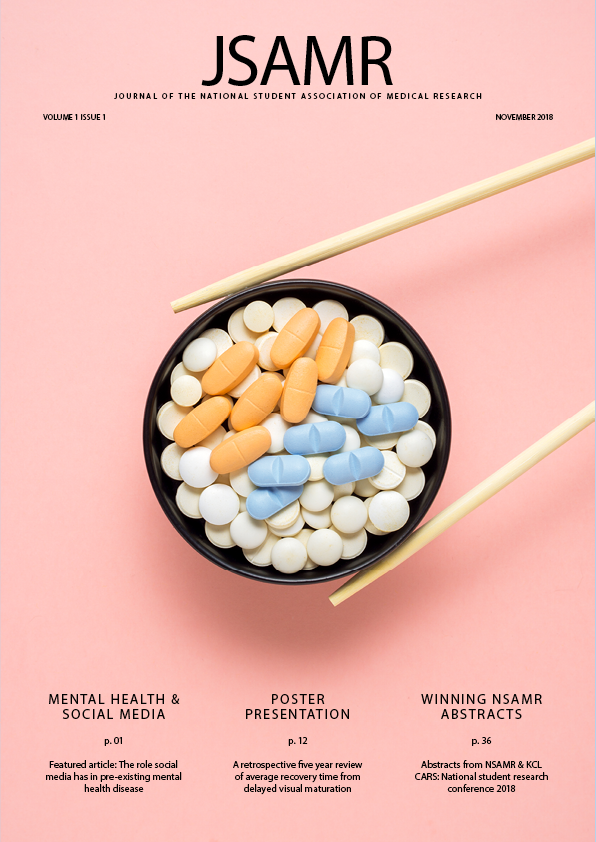 JSAMR
JOURNAL OF THE NATIONAL STUDENT ASSOCIATION OF MEDICAL RESEARCH
VOLUME 1 ISSUE 1
NOVEMBER 2018
MENTAL HEALTH &
SOCIAL MEDIA
p. 01
Featured article: The role social
media has in pre-existing mental
health disease
POSTER
PRESENTATION
p. 12
A retrospective five year review
of average recovery time from
delayed visual maturation
WINNING NSAMR
ABSTRACTS
p. 36
Abstracts from NSAMR & KCL
CARS: National student research
conference 2018